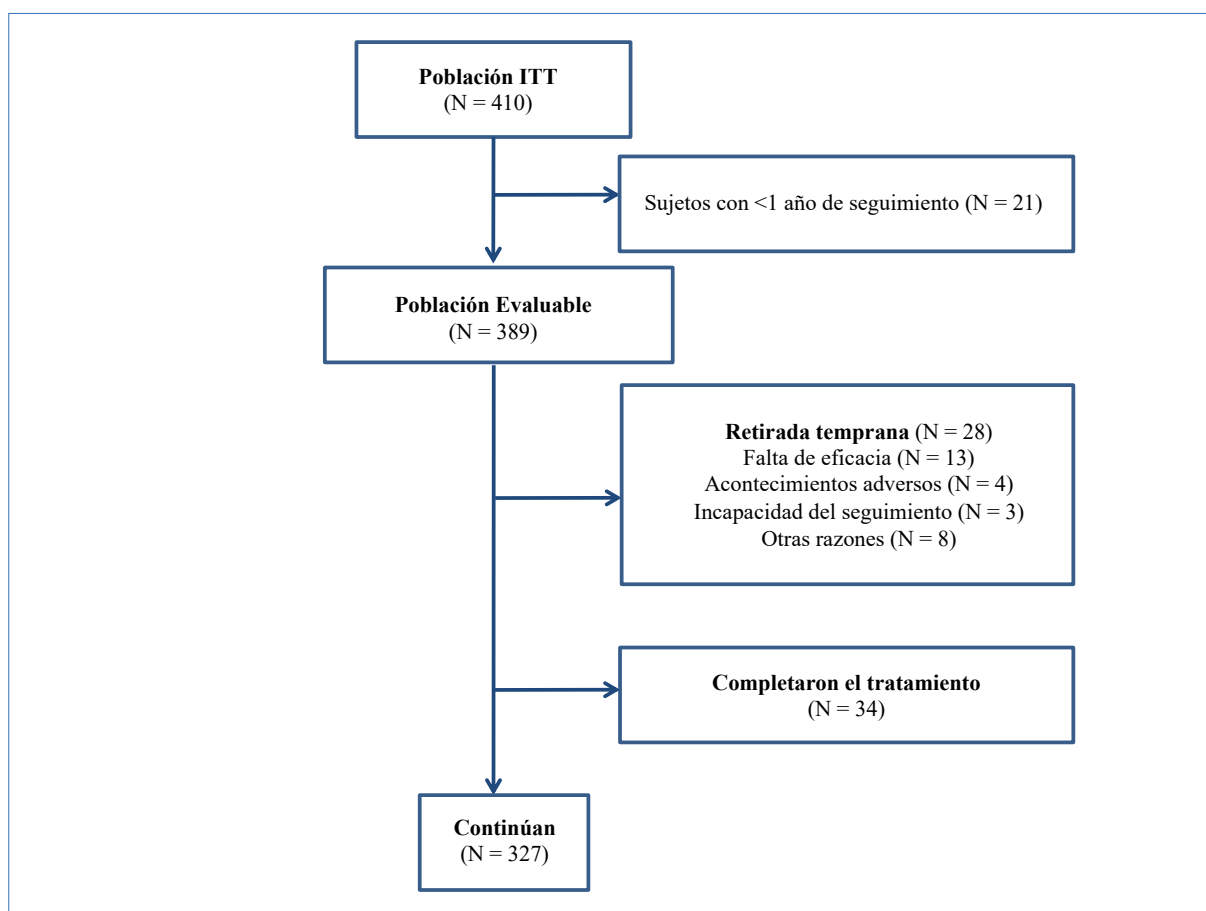 Población ITT
(N = 410)
Sujetos con <1 año de seguimiento (N = 21)
Población Evaluable
(N = 389)
Retirada temprana (N = 28)
Falta de eficacia (N = 13)
Acontecimientos adversos (N = 4)
Incapacidad del seguimiento (N = 3)
Otras razones (N = 8)
Completaron el tratamiento
(N = 34)
Continúan
(N = 327)